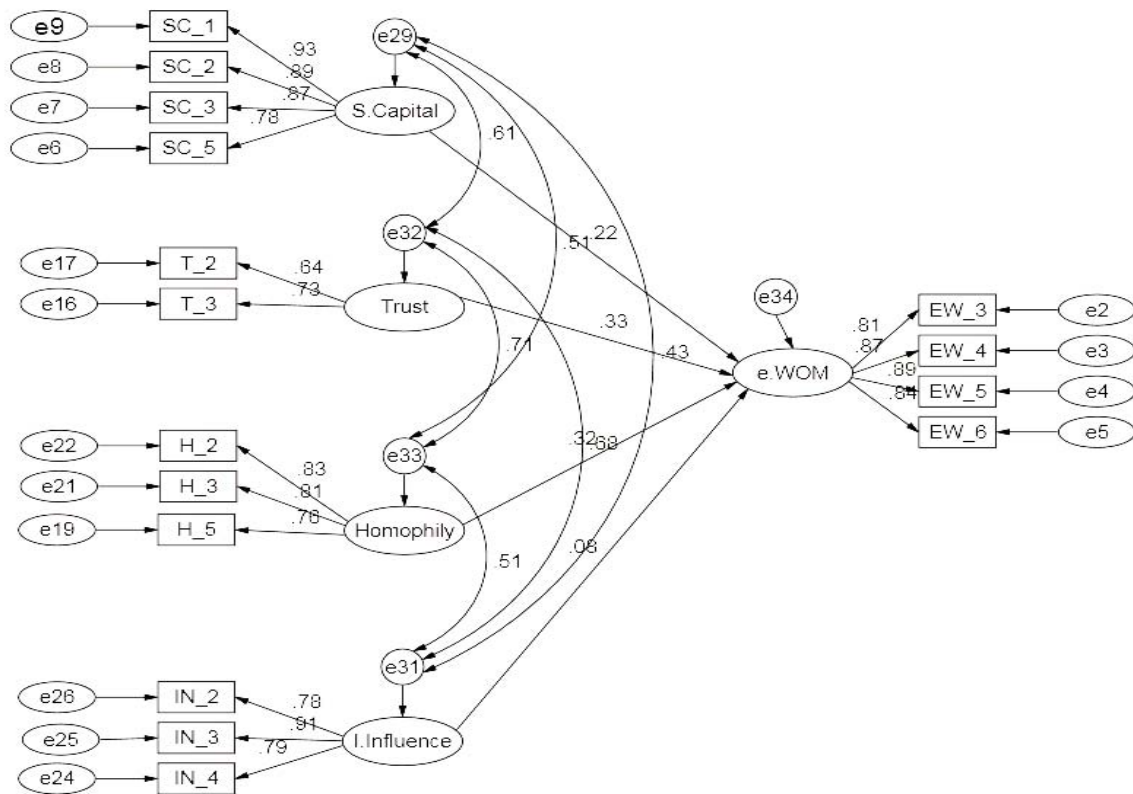 e9
SC_1
e8
SC_2
e7
SC_3
e6
SC_5
.93
.89
.87
.78
e29
S.Capital
.61
e17
T_2
e16
T_3
.64
.73
e32
Trust
.51
.22
.33
.43
.71
e34
e.WOM
.81
.87
.89
.84
EW_3
e2
EW_4
e3
EW_5
e4
EW_6
e5
e22
H_2
e21
H_3
e19
H_5
.83
.81
e33
Homophily
.32
.08
.51
e26
IN_2
e25
IN_3
e24
IN_4
.78
.91
.79
e31
I.Influence